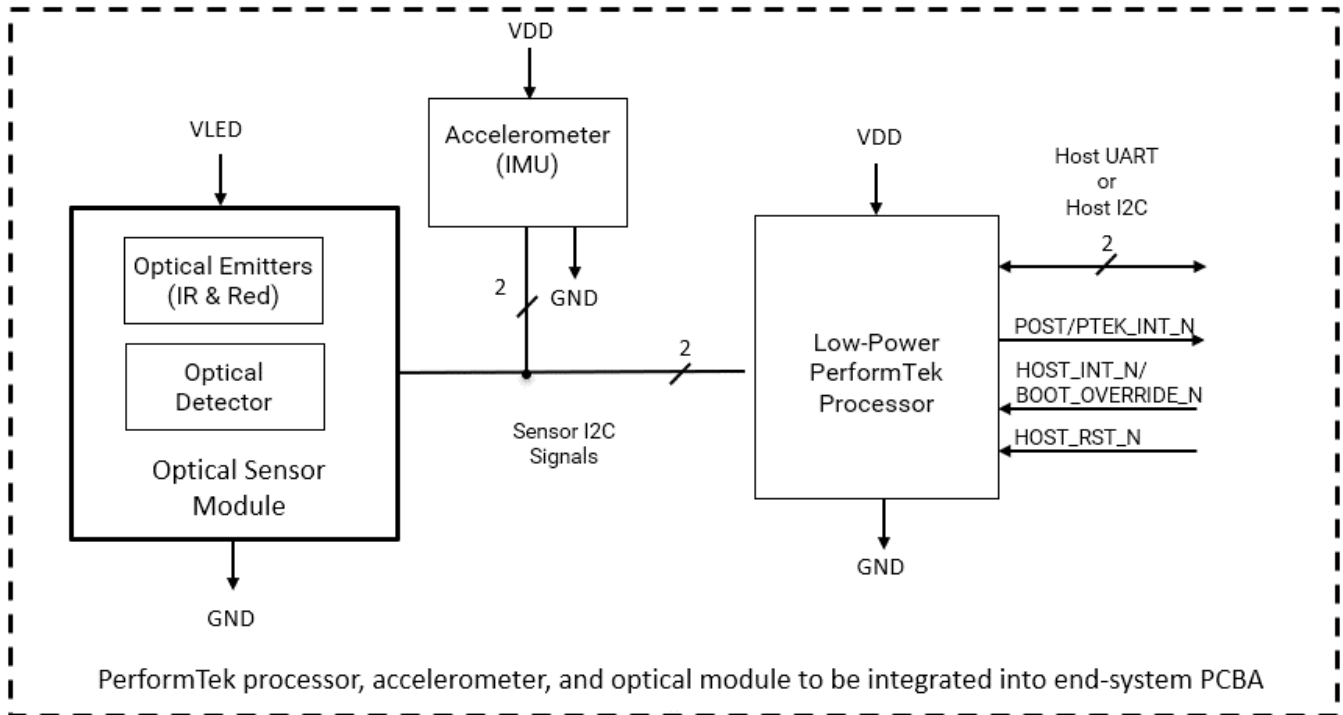 VDD
VLED
Accelerometer
(IMU)
VDD
Host UART
or
Host I2C
2
Optical Emitters
(IR & Red)
2
GND
POST/PTEK_INT_N
Optical
Detector
2
Low-Power
PerformTek
Processor
HOST_INT_N/
BOOT_OVERRIDE_N
HOST_RST_N
Sensor I2C
Signals
Optical Sensor
Module
GND
GND
PerformTek processor, accelerometer, and optical module to be integrated into end-system PCBA